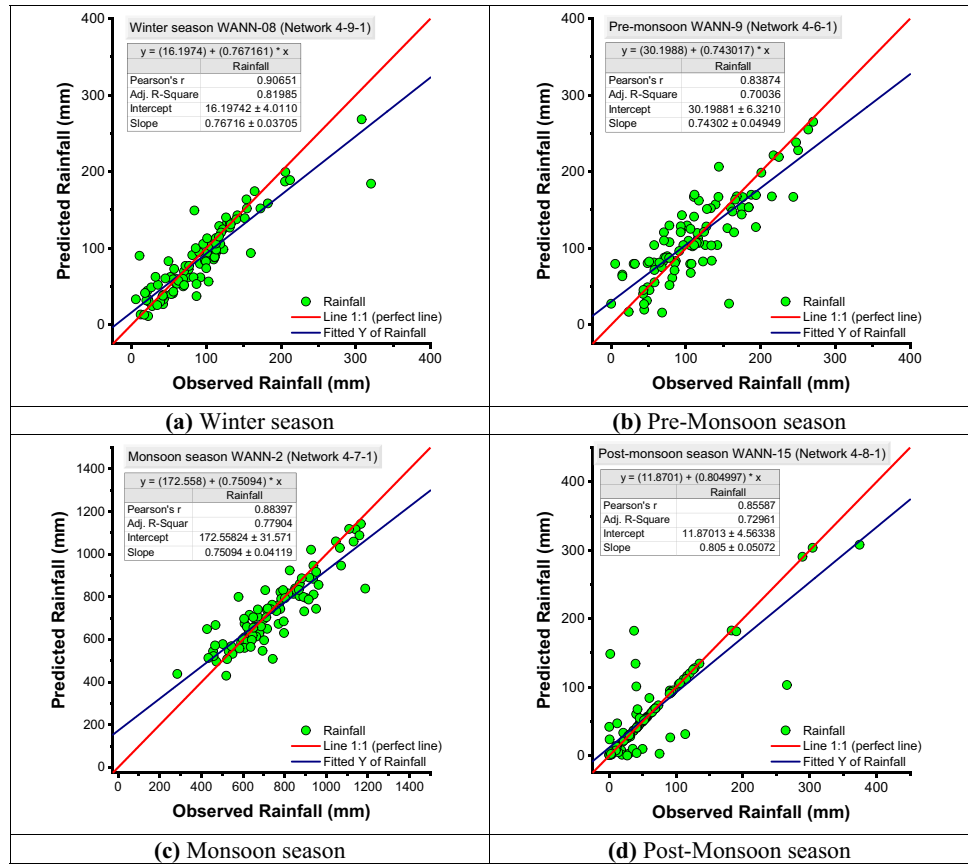 Winter season WANN-08 (Network 4-9-1)
y = (16.1974) + (0.767161) * x
Rainfall
Pearson's r 0.90651
Adj. R-Square 0.81985
Intercept 16.19742 ± 4.0110
Slope 0.76716 ± 0.03705
400
300
200
100
0
Predicted Rainfall (mm)
Rainfall
Line 1:1 (perfect line)
Fitted Y of Rainfall
0 100 200 300 400
Observed Rainfall (mm)
(a) Winter season
Pre-monsoon WANN-9 (Network 4-6-1)
y = (30.1988) + (0.743017) * x
Rainfall
Pearson's r 0.83874
Adj. R-Square 0.70036
Intercept 30.19881 ± 6.3210
Slope 0.74302 ± 0.04949
400
300
200
100
0
Predicted Rainfall (mm)
Rainfall
Line 1:1 (perfect line)
Fitted Y of Rainfall
0 100 200 300 400
Observed Rainfall (mm)
(b) Pre-Monsoon season
Monsoon season WANN-2 (Network 4-7-1)
y = (172.558) + (0.75094) * x
Rainfall
Pearson's r 0.88397
Adj. R-Squar 0.77904
Intercept 172.55824 ± 31.571
Slope 0.75094 ± 0.04119
1400
1200
1000
800
600
400
200
0
Predicted Rainfall (mm)
Rainfall
Line 1:1 (perfect line)
Fitted Y of Rainfall
0 200 400 600 800 1000 1200 1400
Observed Rainfall (mm)
(c) Monsoon season
Post-monsoon season WANN-15 (Network 4-8-1)
y = (11.8701) + (0.804997) * x
Rainfall
Pearson's r 0.85587
Adj. R-Square 0.72961
Intercept 11.87013 ± 4.56338
Slope 0.805 ± 0.05072
400
300
200
100
0
Predicted Rainfall (mm)
Rainfall
Line 1:1 (perfect line)
Fitted Y of Rainfall
0 100 200 300 400
Observed Rainfall (mm)
(d) Post-Monsoon season